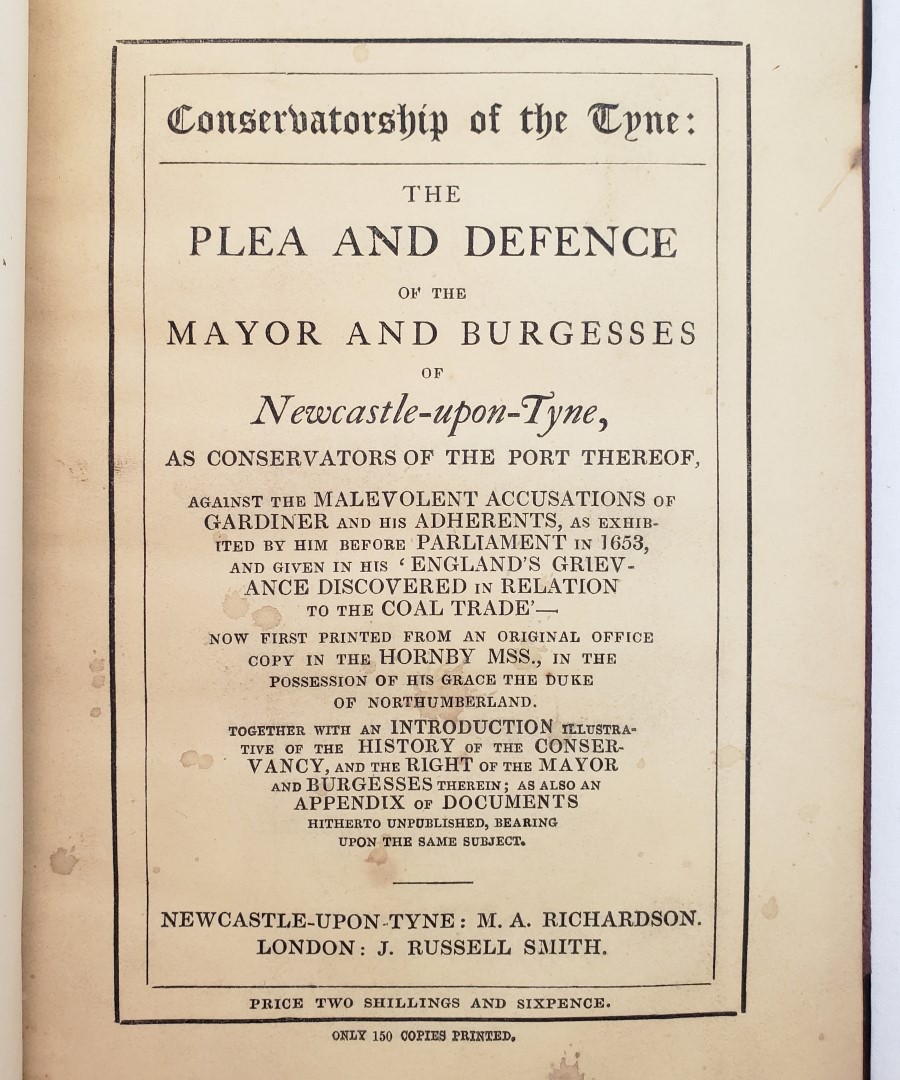 Conservatorship of the Tyne:
THE
PLEA AND DEFENCE
OF THE
MAYOR AND BURGESSES
OF
Newcastle-upon-Tyne,
AS CONSERVATORS OF THE PORT THEREOF,
AGAINST THE MALEVOLENT ACCUSATIONS OF
GARDINER AND HIS ADHERENTS, AS EXHIB-
ITED BY HIM BEFORE PARLIAMENT IN 1653,
AND GIVEN IN HIS ‘ENGLAND'S GRIEV-
ANCE DISCOVERED IN RELATION
TO THE COAL TRADE’—
NOW FIRST PRINTED FROM AN ORIGINAL OFFICE
COPY IN THE HORNBY MSS., IN THE
POSSESSION OF HIS GRACE THE DUKE
OF NORTHUMBERLAND.
TOGETHER WITH AN INTRODUCTION ILLUSTRA-
TIVE OF THE HISTORY OF THE CONSER-
VANCY, AND THE RIGHT OF THE MAYOR
AND BURGESSES THEREIN; AS ALSO AN
APPENDIX OF DOCUMENTS
HITHERTO UNPUBLISHED, BEARING
UPON THE SAME SUBJECT.
NEWCASTLE-UPON-TYNE: M. A. RICHARDSON.
LONDON: J. RUSSELL SMITH.
PRICE TWO SHILLINGS AND SIXPENCE.
ONLY 150 COPIES PRINTED.